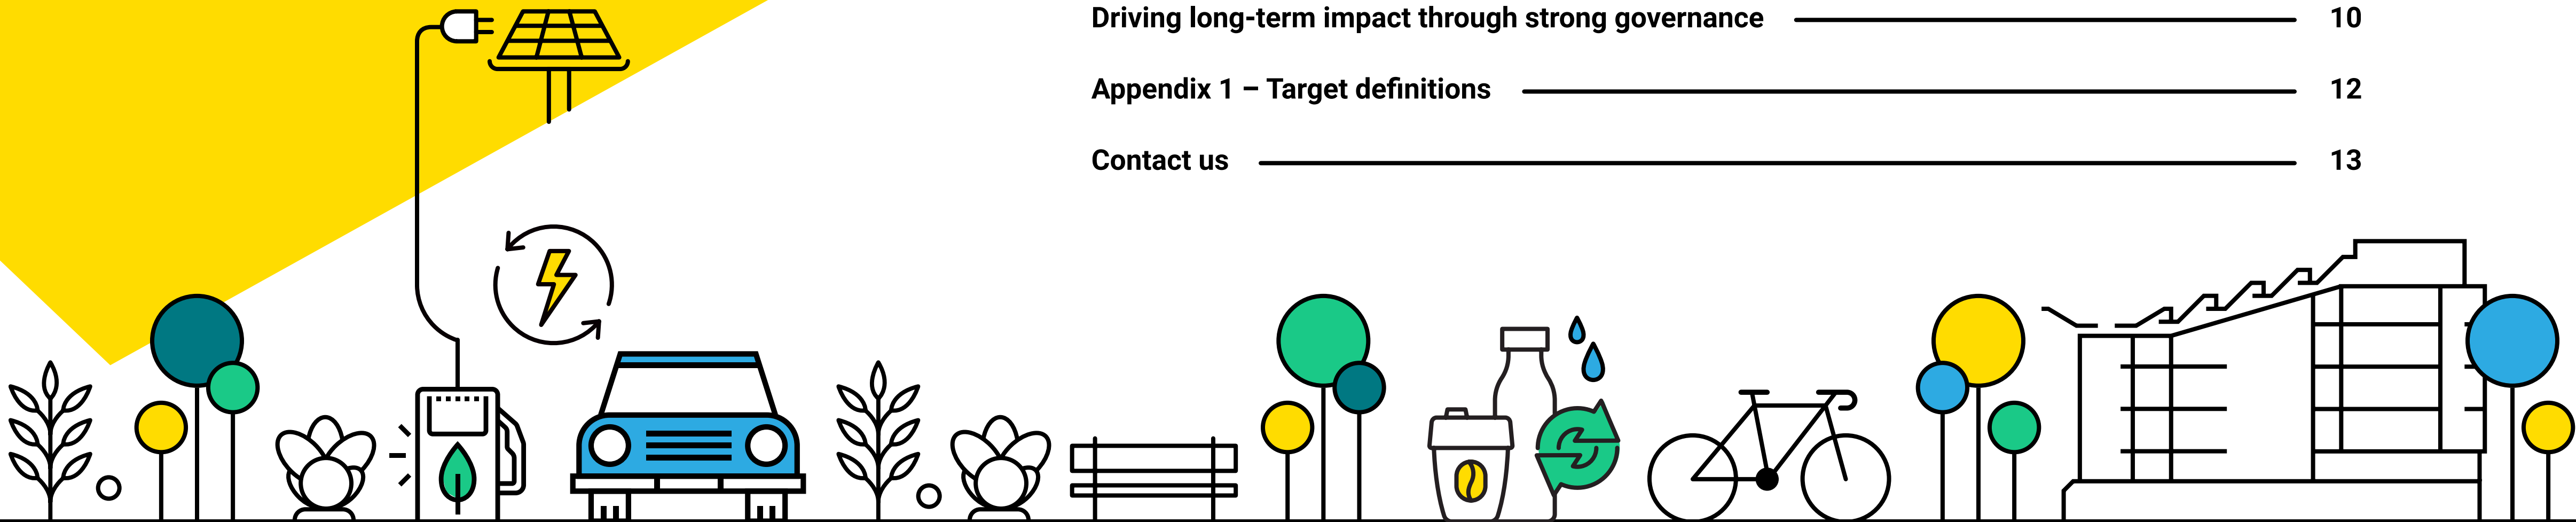 Driving long-term impact through strong governance 10
Appendix 1 – Target definitions 12
Contact us 13